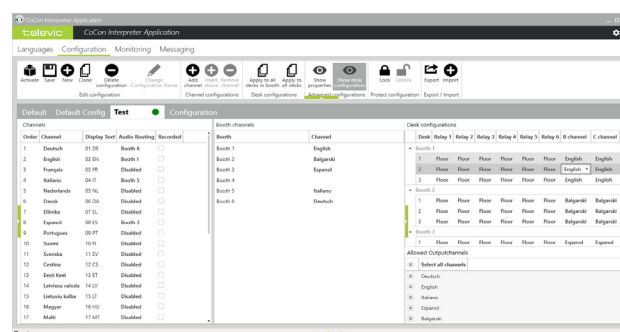 CoCon Interpreter Application
televic CoCon Interpreter Application
Languages Configuration Monitoring Messaging
Activate Save New Clone Delete configuration Change Configuration Name Add channel Insert above Remove channel Apply to all desks in booth Apply to all desks Show properties Show desk configuration Lock Unlock Export Import
Edit configuration Channel configurations Desk configurations Advanced configurations Protect configuration Export / Import
Default Default Config Test Configuration
Channels Booth channels Desk configurations
Order Channel Display Text Audio Routing Recorded Booth Channel Desk Relay 1 Relay 2 Relay 3 Relay 4 Relay 5 Relay 6 B channel C channel
1 Deutsch 01 DE Booth 6 Booth 1 English Booth 1
2 English 02 EN Booth 1 Booth 2 Balgarski 1 Floor Floor Floor Floor Floor Floor English English
3 Français 03 FR Disabled Booth 3 Espanol 2 Floor Floor Floor Floor Floor Floor English English
4 Italiano 04 IT Booth 5 Booth 4 3 Floor Floor Floor Floor Floor Floor English English
5 Nederlands 05 NL Disabled Booth 5 Italiano Booth 2
6 Dansk 06 DA Disabled Booth 6 Deutsch 1 Floor Floor Floor Floor Floor Floor Balgarski Balgarski
7 Ellinika 07 EL Disabled 2 Floor Floor Floor Floor Floor Floor Balgarski Balgarski
8 Espanol 08 ES Booth 3 3 Floor Floor Floor Floor Floor Floor Balgarski Balgarski
9 Portugues 09 PT Disabled Booth 3
10 Suomi 10 FI Disabled 1 Floor Floor Floor Floor Floor Floor Espanol Espanol
11 Svenska 11 SV Disabled Allowed Outputchannels
12 Cestina 12 CS Disabled Select all channels
13 Eesti Keel 13 ET Disabled Deutsch
14 Latviesu valoda 14 LV Disabled English
15 Lietuviu kalba 15 LT Disabled Italiano
16 Magyar 16 HU Disabled Espanol
17 Malti 17 MT Disabled Balgarski